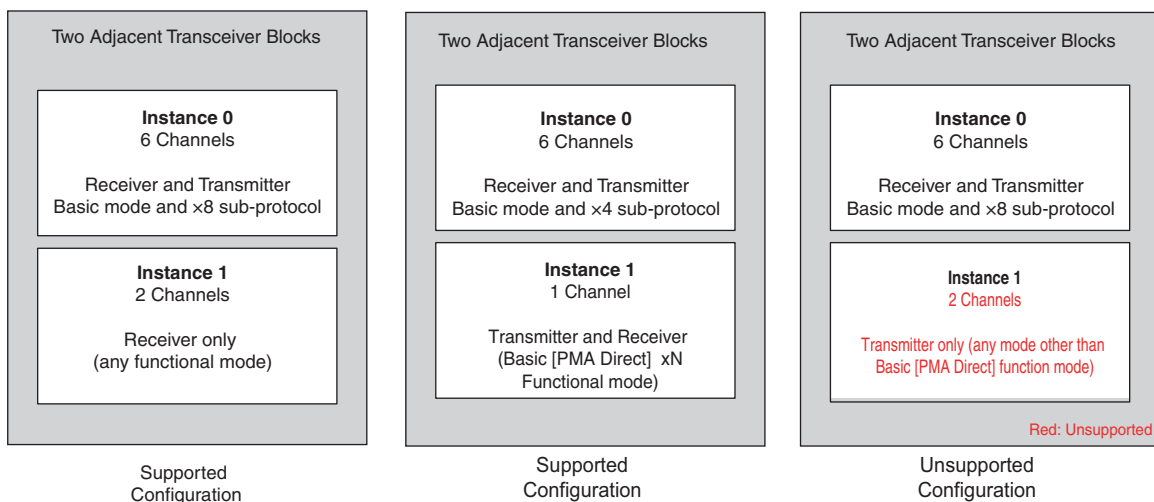 Two Adjacent Transceiver Blocks
Instance 0
6 Channels
Receiver and Transmitter
Basic mode and ×8 sub-protocol
Instance 1
2 Channels
Receiver only
(any functional mode)
Supported
Configuration
Two Adjacent Transceiver Blocks
Instance 0
6 Channels
Receiver and Transmitter
Basic mode and ×4 sub-protocol
Instance 1
1 Channel
Transmitter and Receiver
(Basic [PMA Direct] xN
Functional mode)
Supported
Configuration
Two Adjacent Transceiver Blocks
Instance 0
6 Channels
Receiver and Transmitter
Basic mode and ×8 sub-protocol
Instance 1
2 Channels
Transmitter only (any mode other than
Basic [PMA Direct] function mode)
Red: Unsupported
Unsupported
Configuration